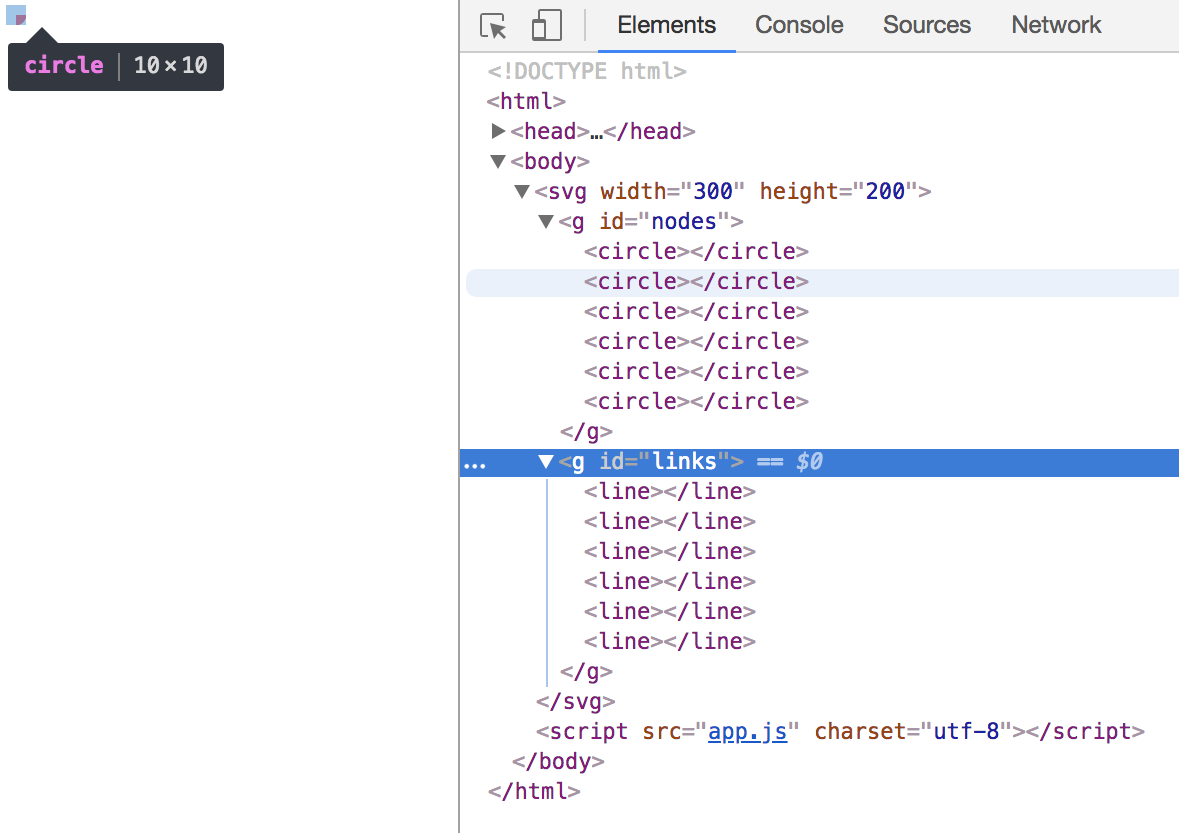 circle 10×10
Elements Console Sources Network
<!DOCTYPE html>
<html>
▶<head>…</head>
▼<body>
▼<svg width="300" height="200">
▼<g id="nodes">
<circle></circle>
<circle></circle>
<circle></circle>
<circle></circle>
<circle></circle>
<circle></circle>
</g>
… ▼<g id="links"> == $0
<line></line>
<line></line>
<line></line>
<line></line>
<line></line>
<line></line>
</g>
</svg>
<script src="app.js" charset="utf-8"></script>
</body>
</html>